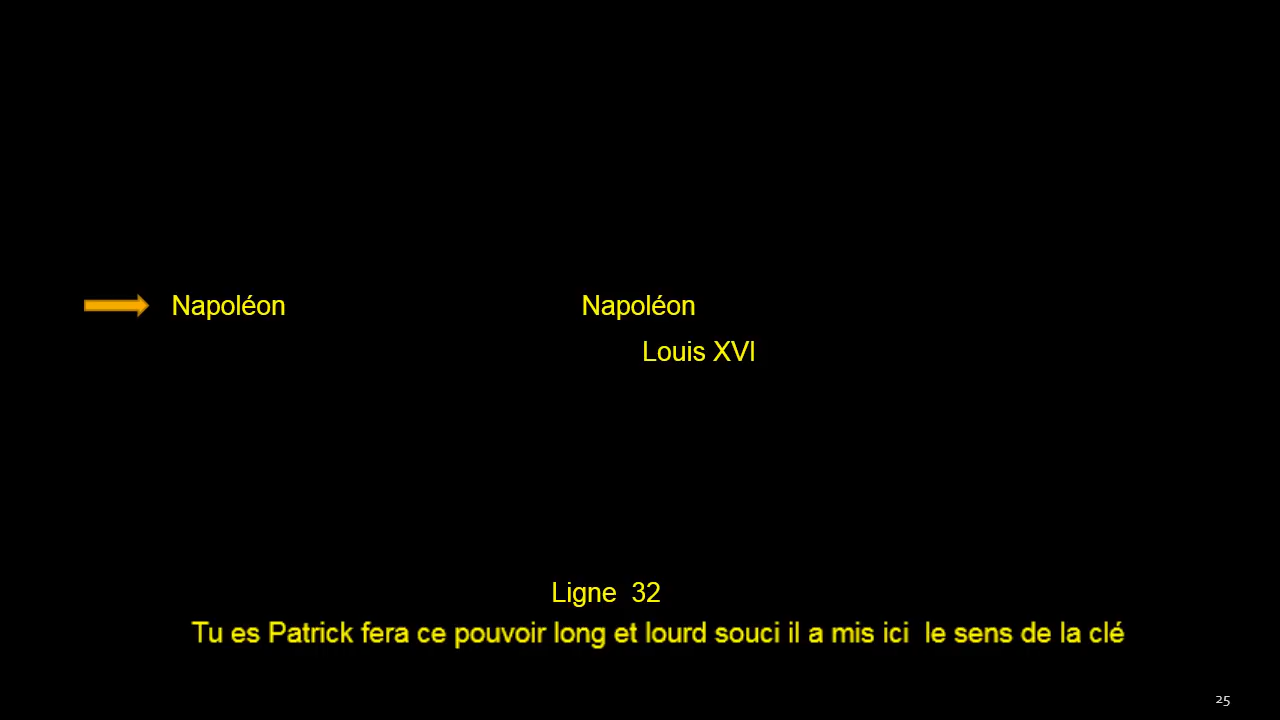 Napoléon Napoléon
Louis XVI
Ligne 32
Tu es Patrick fera ce pouvoir long et lourd souci il a mis ici le sens de la clé
25